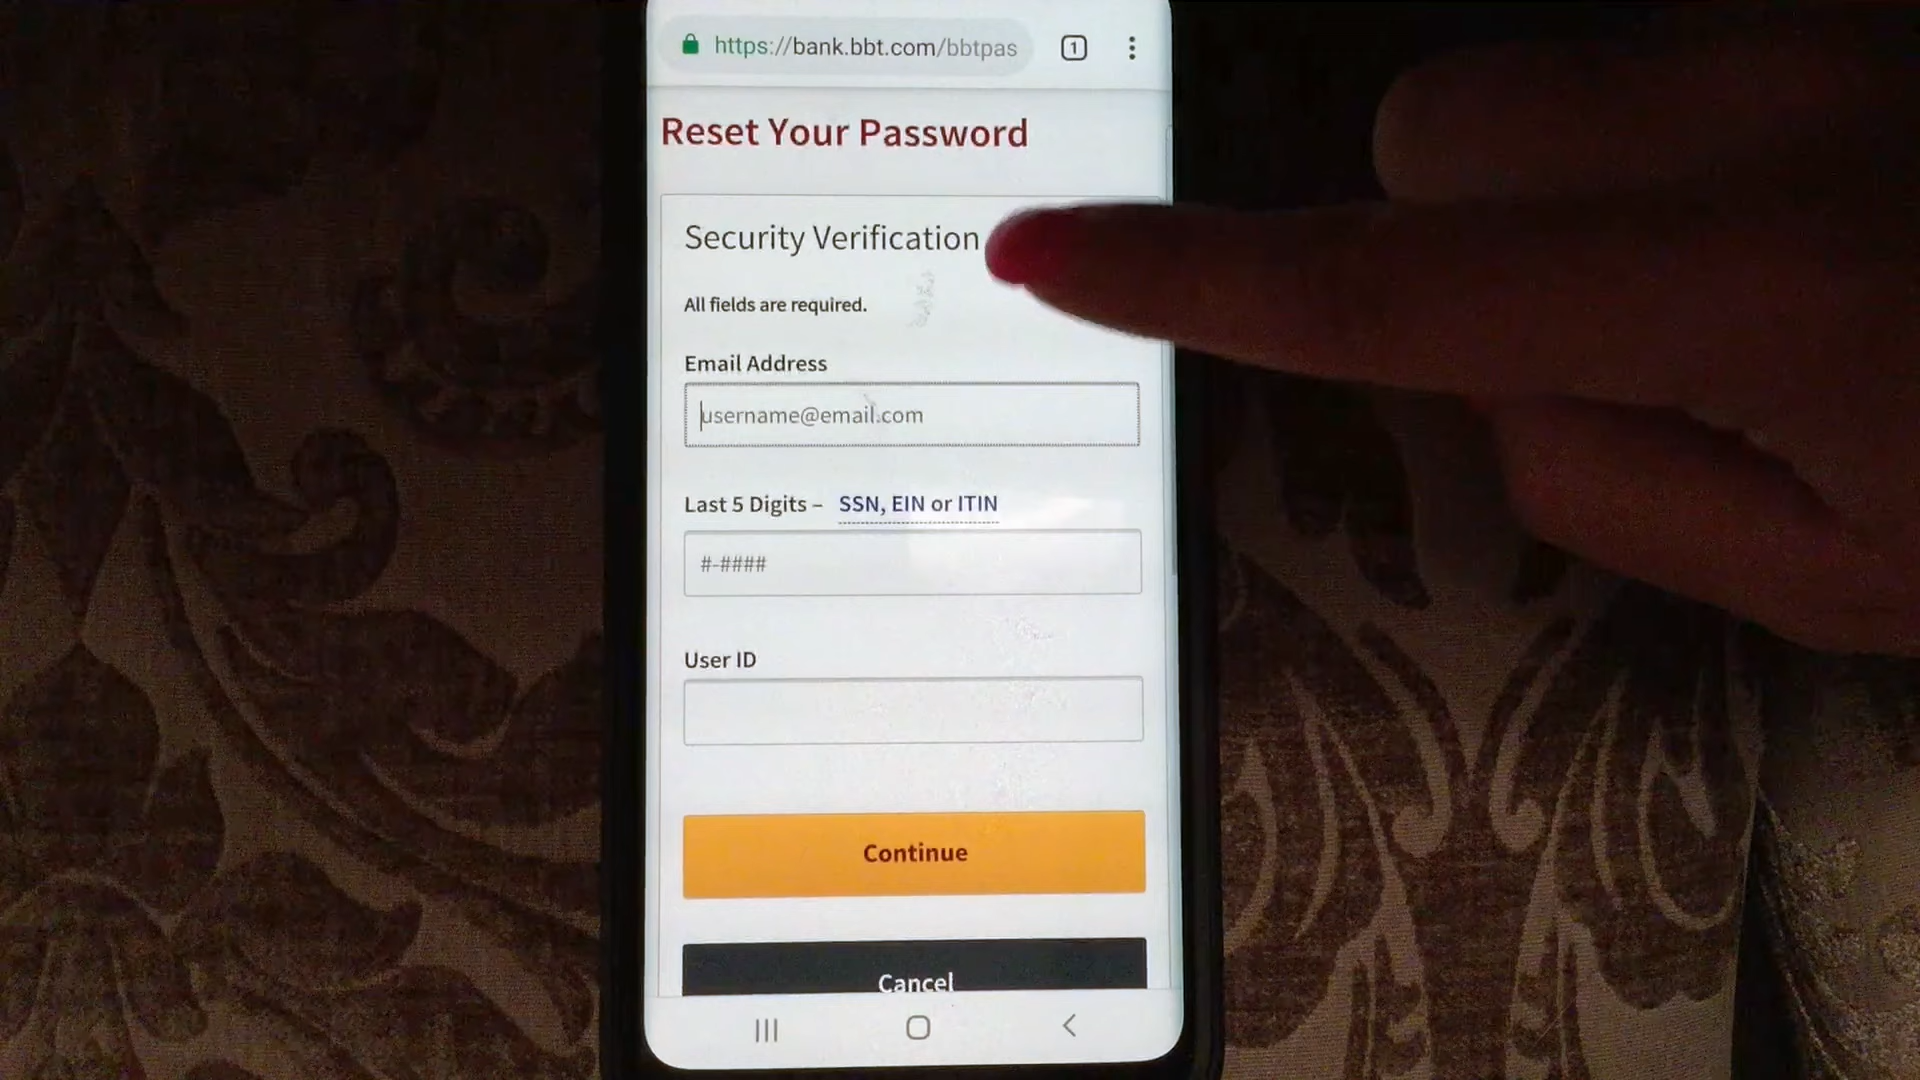 https://bank.bbt.com/bbtpas
1
Reset Your Password
Security Verification
All fields are required.
Email Address
username@email.com
Last 5 Digits – SSN, EIN or ITIN
#-####
User ID
Continue
Cancel